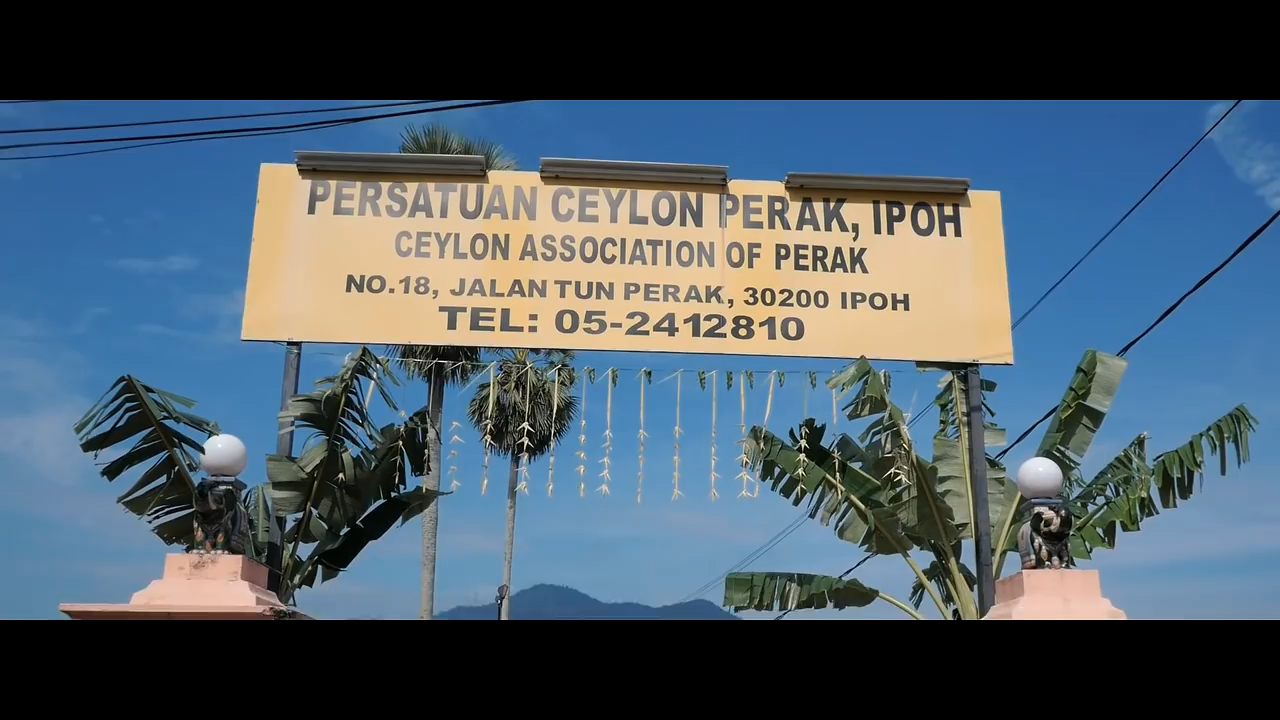 PERSATUAN CEYLON PERAK, IPOH
CEYLON ASSOCIATION OF PERAK
NO.18, JALAN TUN PERAK, 30200 IPOH
TEL: 05-2412810